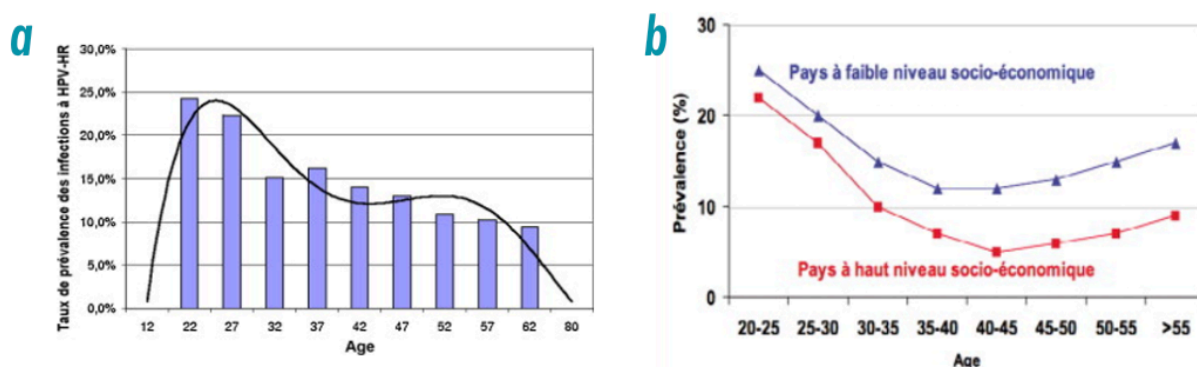 a
Taux de prévalence des infections à HPV-HR
30,0%
25,0%
20,0%
15,0%
10,0%
5,0%
0,0%
12 22 27 32 37 42 47 52 57 62 80
Age
b
Prévalence (%)
30
20
10
0
Pays à faible niveau socio-économique
Pays à haut niveau socio-économique
20-25 25-30 30-35 35-40 40-45 45-50 50-55 >55
Age